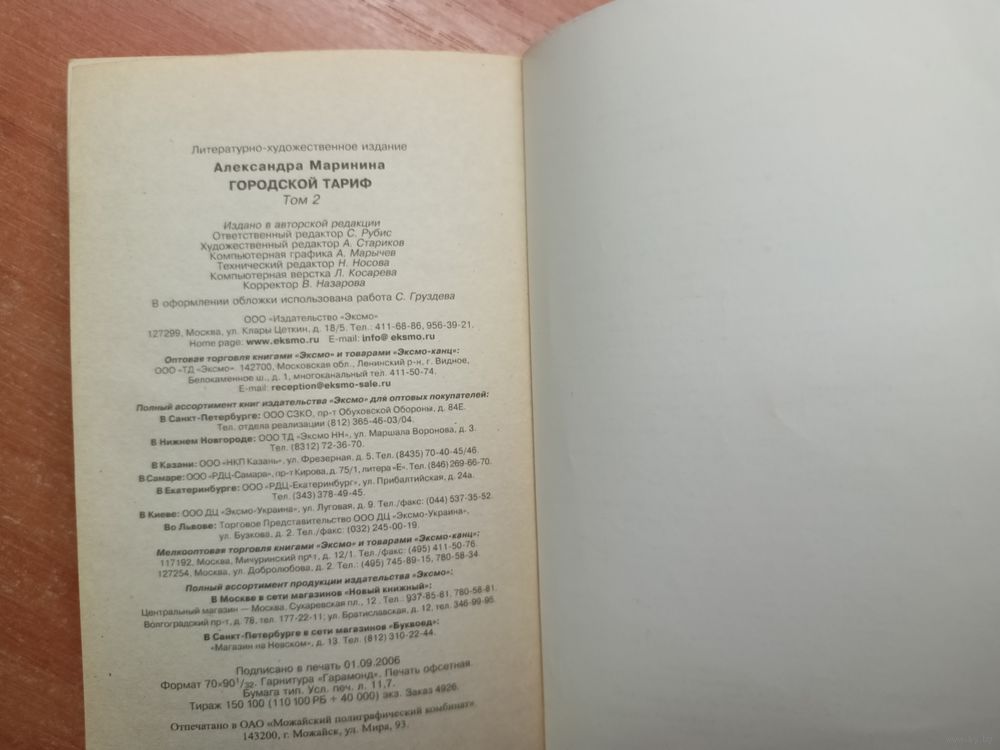 Литературно-художественное издание
Александра Маринина
ГОРОДСКОЙ ТАРИФ
Том 2
Издано в авторской редакции
Ответственный редактор С. Рубис
Художественный редактор А. Стариков
Компьютерная графика А. Марычев
Технический редактор Н. Носова
Компьютерная верстка Л. Косарева
Корректор В. Назарова
В оформлении обложки использована работа С. Груздева
ООО «Издательство «Эксмо»
127299, Москва, ул. Клары Цеткин, д. 18/5. Тел.: 411-68-86, 956-39-21.
Home page: www.eksmo.ru E-mail: info@eksmo.ru
Оптовая торговля книгами «Эксмо» и товарами «Эксмо-канц»:
ООО «ТД «Эксмо». 142700, Московская обл., Ленинский р-н, г. Видное,
Белокаменное ш., д. 1, многоканальный тел. 411-50-74.
E-mail: reception@eksmo-sale.ru
Полный ассортимент книг издательства «Эксмо» для оптовых покупателей:
В Санкт-Петербурге: ООО СЗКО, пр-т Обуховской Обороны, д. 84Е.
Тел. отдела реализации (812) 365-46-03/04.
В Нижнем Новгороде: ООО ТД «Эксмо НН», ул. Маршала Воронова, д. 3.
Тел. (8312) 72-36-70.
В Казани: ООО «НКП Казань», ул. Фрезерная, д. 5. Тел. (8435) 70-40-45/46.
В Самаре: ООО «РДЦ-Самара», пр-т Кирова, д. 75/1, литера «Е». Тел. (846) 269-66-70.
В Екатеринбурге: ООО «РДЦ-Екатеринбург», ул. Прибалтийская, д. 24а.
Тел. (343) 378-49-45.
В Киеве: ООО ДЦ «Эксмо-Украина», ул. Луговая, д. 9. Тел./факс: (044) 537-35-52.
Во Львове: Торговое Представительство ООО ДЦ «Эксмо-Украина»,
ул. Бузкова, д. 2. Тел./факс: (032) 245-00-19.
Мелкооптовая торговля книгами «Эксмо» и товарами «Эксмо-канц»:
117192, Москва, Мичуринский пр-т, д. 12/1. Тел./факс: (495) 411-50-76.
127254, Москва, ул. Добролюбова, д. 2. Тел.: (495) 745-89-15, 780-58-34.
Полный ассортимент продукции издательства «Эксмо»:
В Москве в сети магазинов «Новый книжный»:
Центральный магазин — Москва, Сухаревская пл., 12. Тел.: 937-85-81, 780-58-81.
Волгоградский пр-т, д. 78, тел. 177-22-11; ул. Братиславская, д. 12, тел. 346-99-95.
В Санкт-Петербурге в сети магазинов «Буквоед»:
«Магазин на Невском», д. 13. Тел. (812) 310-22-44.
Подписано в печать 01.09.2006
Формат 70×90 1/32. Гарнитура «Гарамонд». Печать офсетная.
Бумага тип. Усл. печ. л. 11,7.
Тираж 150 100 (110 100 РБ + 40 000) экз. Заказ 4926.
Отпечатано в ОАО «Можайский полиграфический комбинат»
143200, г. Можайск, ул. Мира, 93.